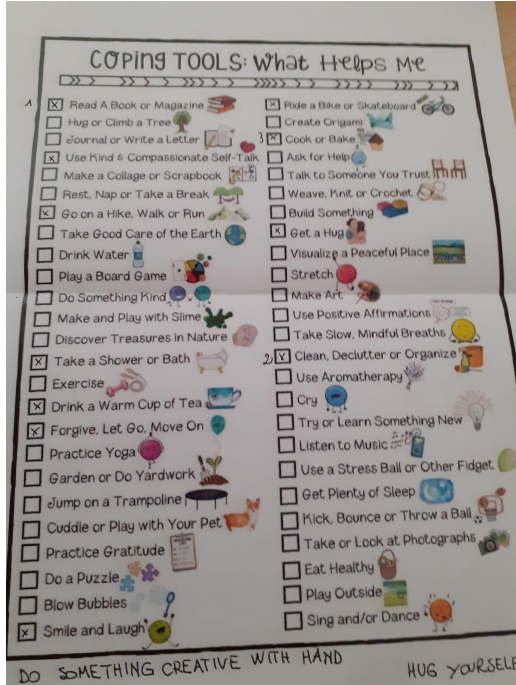 COPING TOOLS: What Helps Me
1 Read A Book or Magazine
Hug or Climb a Tree
Journal or Write a Letter
Use Kind & Compassionate Self-Talk
Make a Collage or Scrapbook
Rest, Nap or Take a Break
Go on a Hike, Walk or Run
Take Good Care of the Earth
Drink Water
Play a Board Game
Do Something Kind
Make and Play with Slime
Discover Treasures in Nature
Take a Shower or Bath
Exercise
Drink a Warm Cup of Tea
Forgive, Let Go, Move On
Practice Yoga
Garden or Do Yardwork
Jump on a Trampoline
Cuddle or Play with Your Pet
Practice Gratitude
Do a Puzzle
Blow Bubbles
Smile and Laugh
Ride a Bike or Skateboard
Create Origami
3 Cook or Bake
Ask for Help
Talk to Someone You Trust
Weave, Knit or Crochet
Build Something
Get a Hug
Visualize a Peaceful Place
Stretch
Make Art
Use Positive Affirmations
Take Slow, Mindful Breaths
2 Clean, Declutter or Organize
Use Aromatherapy
Cry
Try or Learn Something New
Listen to Music
Use a Stress Ball or Other Fidget
Get Plenty of Sleep
Kick, Bounce or Throw a Ball
Take or Look at Photographs
Eat Healthy
Play Outside
Sing and/or Dance
DO SOMETHING CREATIVE WITH HAND
HUG YOURSELF